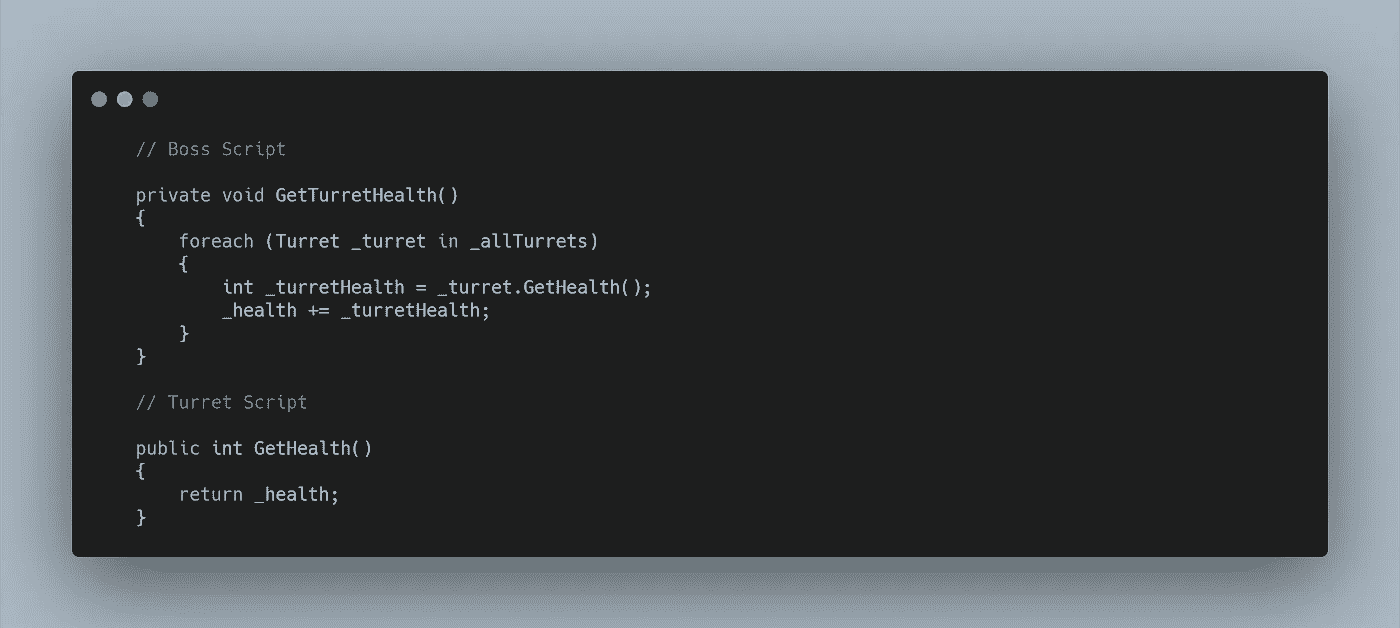 // Boss Script
private void GetTurretHealth()
{
foreach (Turret _turret in _allTurrets)
{
int _turretHealth = _turret.GetHealth();
_health += _turretHealth;
}
}
// Turret Script
public int GetHealth()
{
return _health;
}